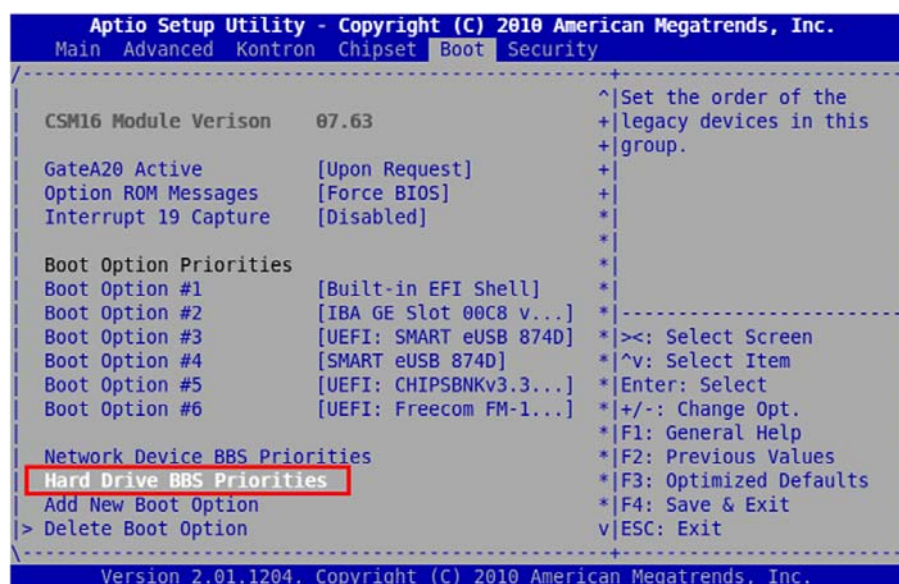 Aptio Setup Utility - Copyright (C) 2010 American Megatrends, Inc.
Main Advanced Kontron Chipset Boot Security
/-----------------------------------------------------+-------------------------
| ^|Set the order of the
| CSM16 Module Verison 07.63 +|legacy devices in this
| +|group.
| GateA20 Active [Upon Request] +|
| Option ROM Messages [Force BIOS] +|
| Interrupt 19 Capture [Disabled] *|
| *|
| Boot Option Priorities *|
| Boot Option #1 [Built-in EFI Shell] *|
| Boot Option #2 [IBA GE Slot 00C8 v...] *|-------------------------
| Boot Option #3 [UEFI: SMART eUSB 874D] *|><: Select Screen
| Boot Option #4 [SMART eUSB 874D] *|^v: Select Item
| Boot Option #5 [UEFI: CHIPSBNKv3.3...] *|Enter: Select
| Boot Option #6 [UEFI: Freecom FM-1...] *|+/-: Change Opt.
| *|F1: General Help
| Network Device BBS Priorities *|F2: Previous Values
| Hard Drive BBS Priorities *|F3: Optimized Defaults
| Add New Boot Option *|F4: Save & Exit
|> Delete Boot Option v|ESC: Exit
\-----------------------------------------------------+-------------------------
Version 2.01.1204. Copyright (C) 2010 American Megatrends, Inc.